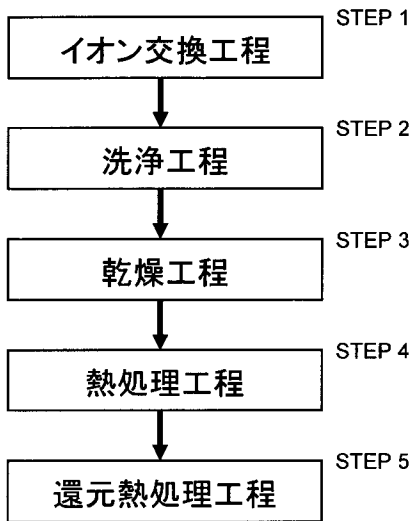 STEP 1
イオン交換工程
STEP 2
洗浄工程
STEP 3
乾燥工程
STEP 4
熱処理工程
STEP 5
還元熱処理工程